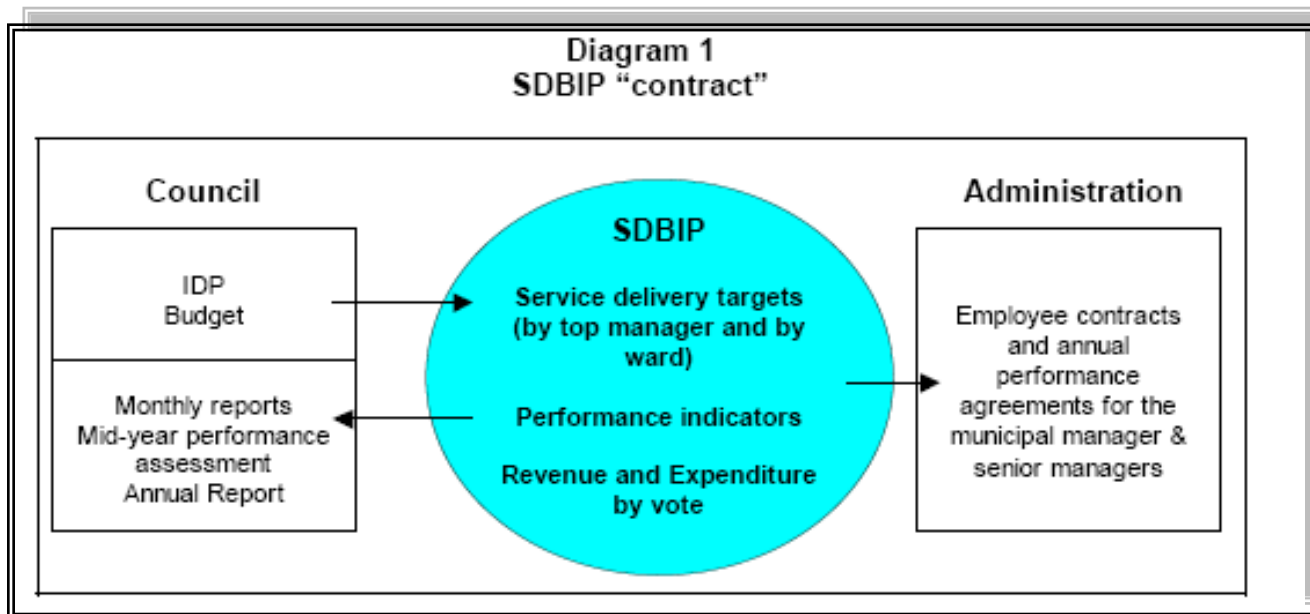 Diagram 1
SDBIP “contract”
Council
IDP
Budget
Monthly reports
Mid-year performance
assessment
Annual Report
SDBIP
Service delivery targets
(by top manager and by
ward)
Performance indicators
Revenue and Expenditure
by vote
Administration
Employee contracts
and annual
performance
agreements for the
municipal manager &
senior managers